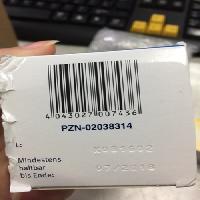 4 043027 007436
PZN-02038314
L:
Mindestens
haltbar
bis Ende:
07/2018